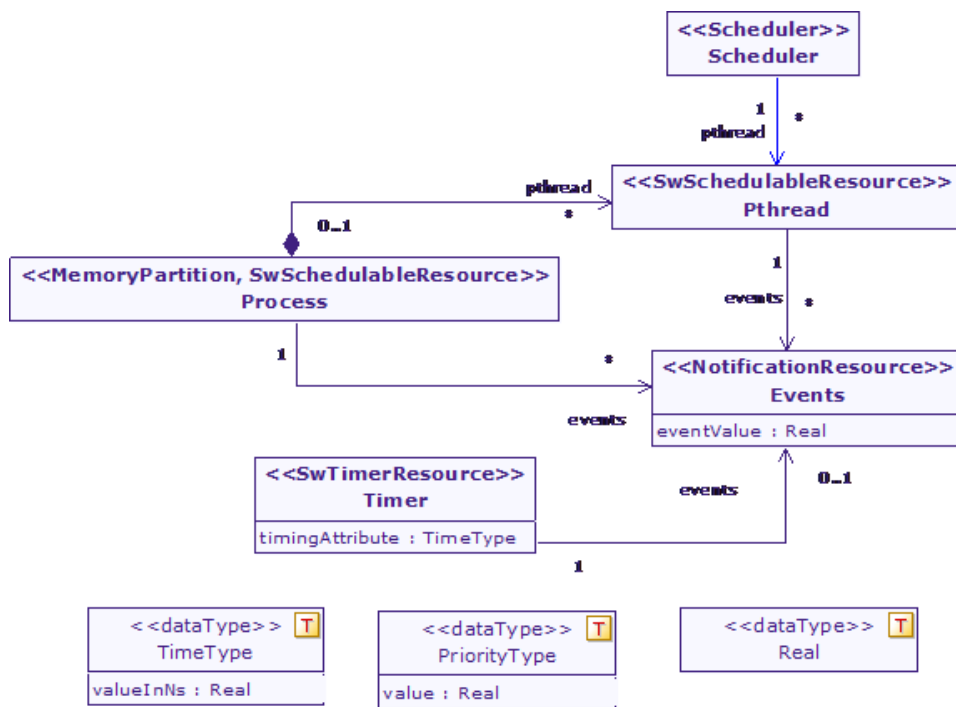 <<Scheduler>>
Scheduler
1
*
pthread
pthread
*
0..1
<<SwSchedulableResource>>
Pthread
<<MemoryPartition, SwSchedulableResource>>
Process
1
events
*
1
*
events
<<NotificationResource>>
Events
eventValue : Real
<<SwTimerResource>>
Timer
timingAttribute : TimeType
events
0..1
1
<<dataType>>
T
TimeType
valueInNs : Real
<<dataType>>
T
PriorityType
value : Real
<<dataType>>
T
Real